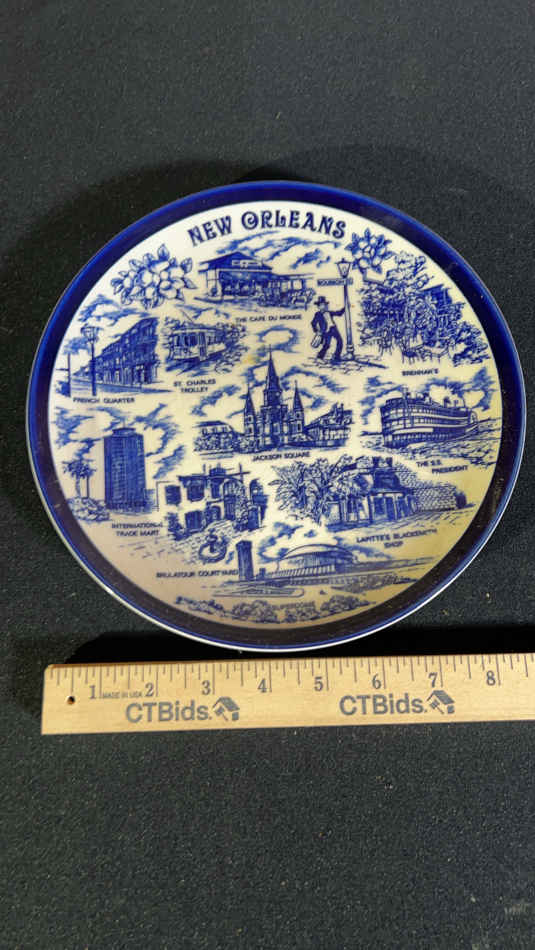 NEW ORLEANS
THE CAFE DU MONDE
BOURBON ST
BRENNAN'S
ST. CHARLES
TROLLEY
FRENCH QUARTER
JACKSON SQUARE
THE S.S.
PRESIDENT
INTERNATIONAL
TRADE MART
LAFITTE'S BLACKSMITH
SHOP
BRULATOUR COURTYARD
SUPERDOME
1 MADE IN USA 2 3 4 5 6 7 8
CTBids. CTBids.